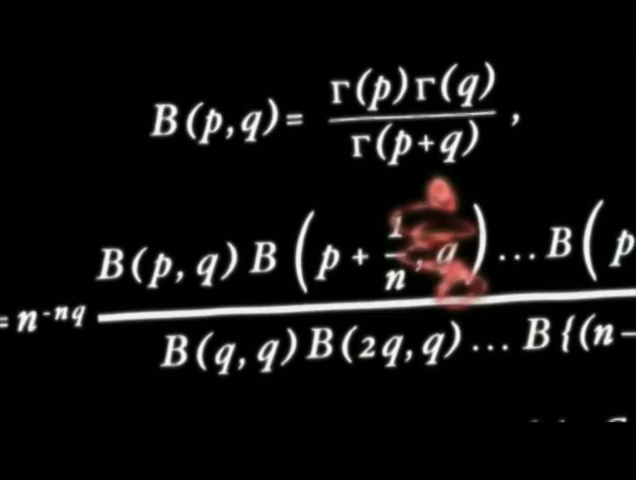 B(p,q) = Γ(p)Γ(q) / Γ(p+q) ,
= n^-nq B(p,q) B (p + 1/n, q) ... B (p / B(q,q) B(2q,q) ... B {(n-